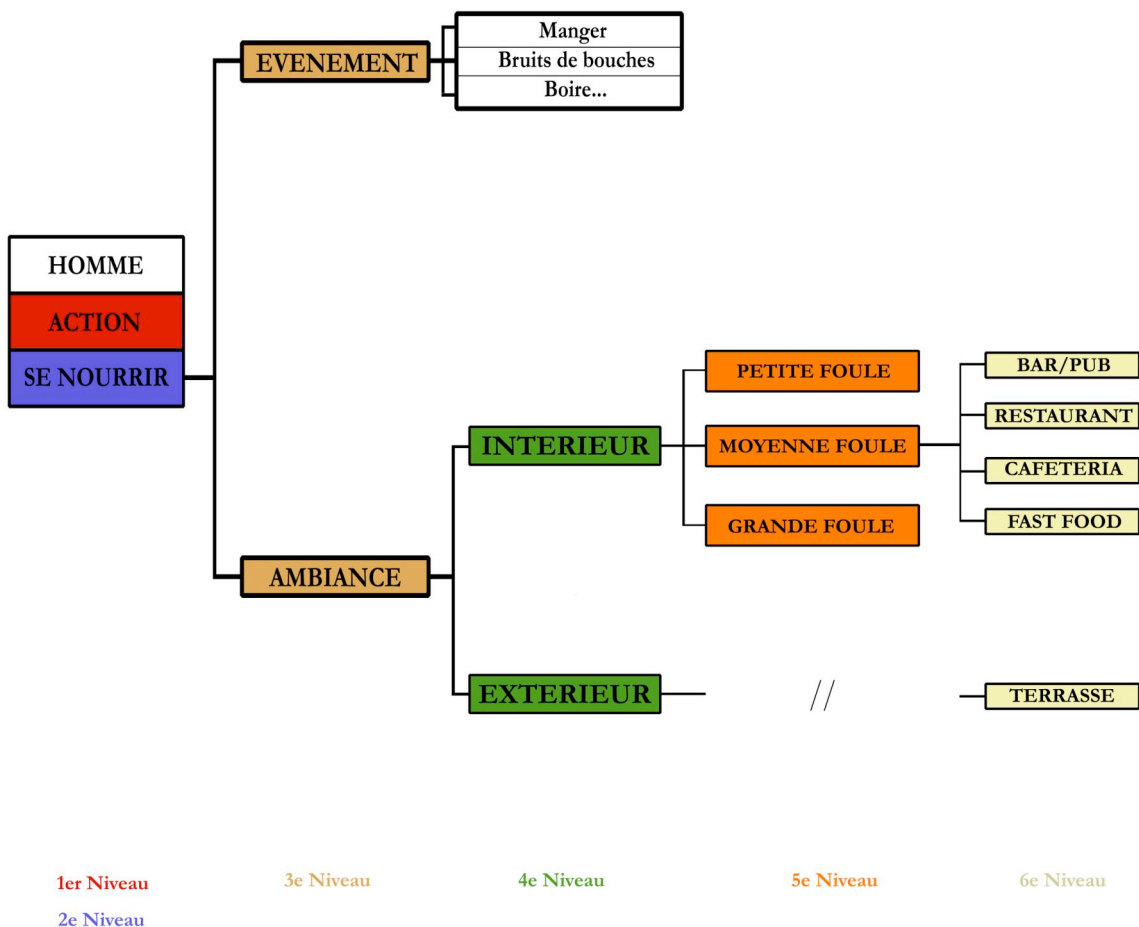 EVENEMENT
Manger
Bruits de bouches
Boire...
HOMME
ACTION
SE NOURRIR
AMBIANCE
INTERIEUR
PETITE FOULE
MOYENNE FOULE
GRANDE FOULE
BAR/PUB
RESTAURANT
CAFETERIA
FAST FOOD
EXTERIEUR
//
TERRASSE
1er Niveau
3e Niveau
4e Niveau
5e Niveau
6e Niveau
2e Niveau